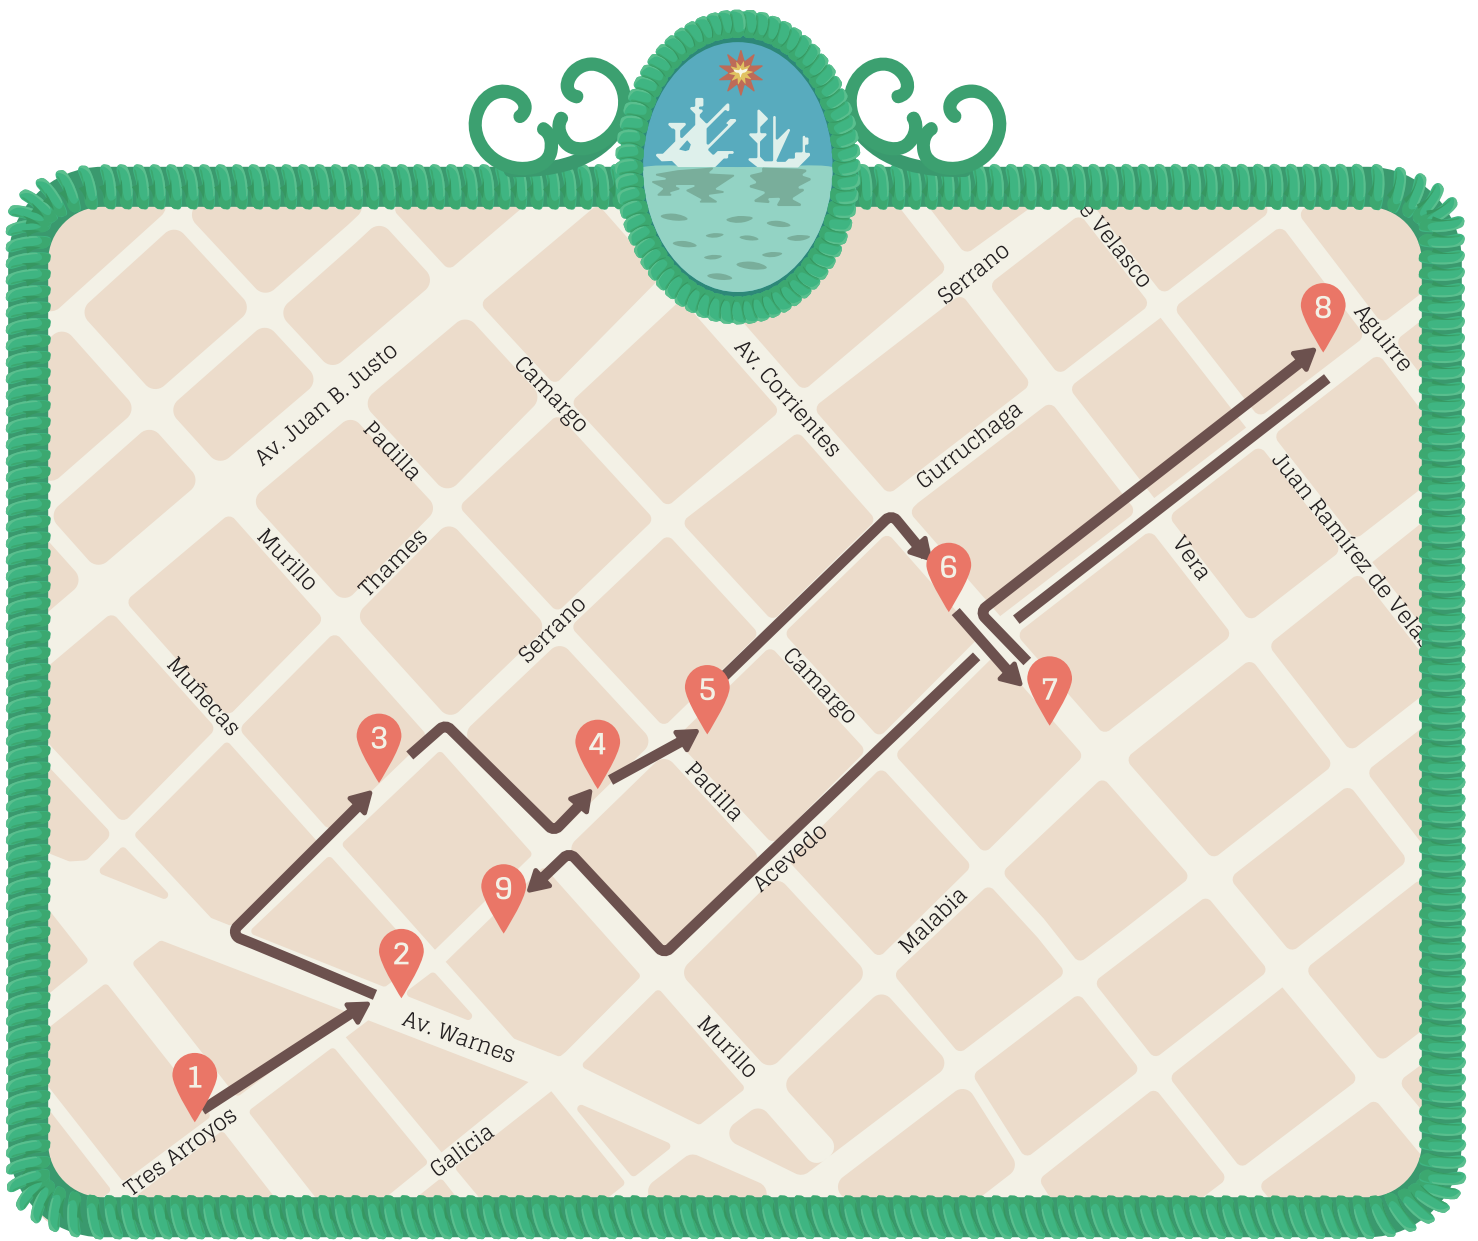 e Velasco
Serrano
8
Aguirre
Av. Juan B. Justo
Camargo
Av. Corrientes
Padilla
Gurruchaga
Juan Ramírez de Vela
Murillo
Thames
Vera
6
Serrano
Muñecas
Camargo
5
7
3
4
Padilla
Acevedo
9
Malabia
2
Av. Warnes
Murillo
1
Tres Arroyos
Galicia